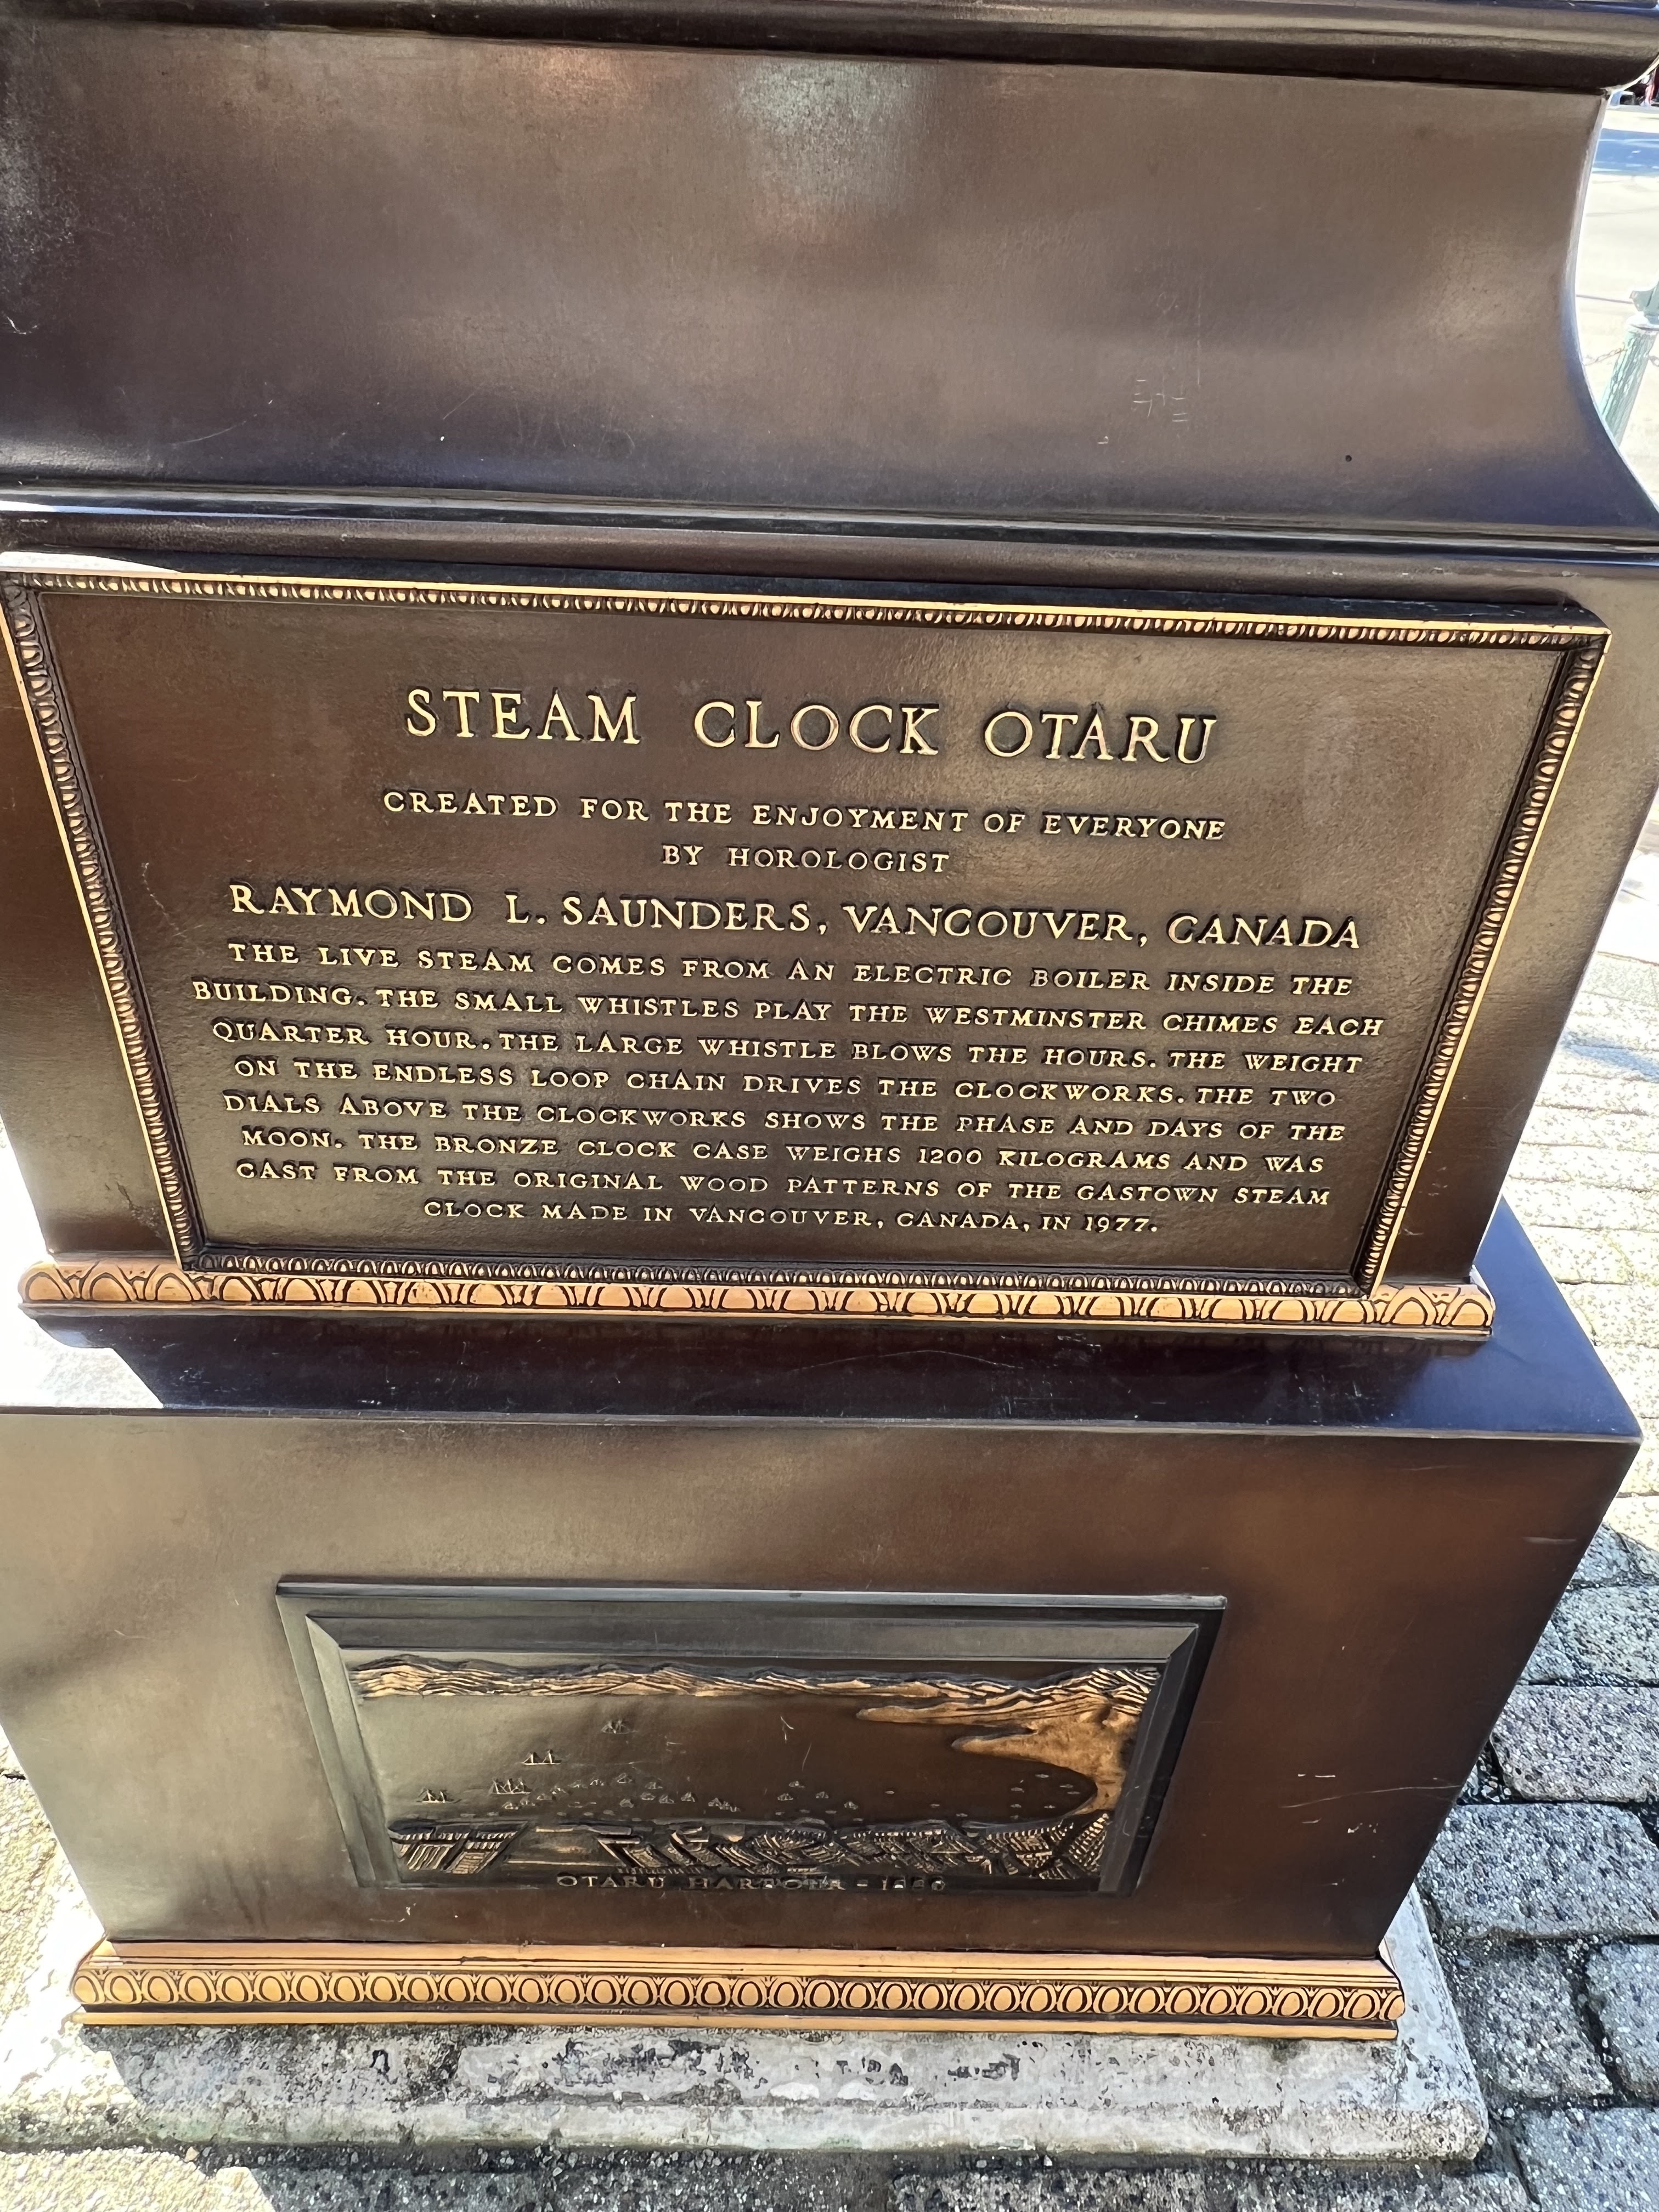 STEAM CLOCK OTARU
CREATED FOR THE ENJOYMENT OF EVERYONE
BY HOROLOGIST
RAYMOND L. SAUNDERS, VANCOUVER, CANADA
THE LIVE STEAM COMES FROM AN ELECTRIC BOILER INSIDE THE
BUILDING. THE SMALL WHISTLES PLAY THE WESTMINSTER CHIMES EACH
QUARTER HOUR. THE LARGE WHISTLE BLOWS THE HOURS. THE WEIGHT
ON THE ENDLESS LOOP CHAIN DRIVES THE CLOCKWORKS. THE TWO
DIALS ABOVE THE CLOCKWORKS SHOWS THE PHASE AND DAYS OF THE
MOON. THE BRONZE CLOCK CASE WEIGHS 1200 KILOGRAMS AND WAS
CAST FROM THE ORIGINAL WOOD PATTERNS OF THE GASTOWN STEAM
CLOCK MADE IN VANCOUVER, CANADA, IN 1977.
OTARU HARBOUR -